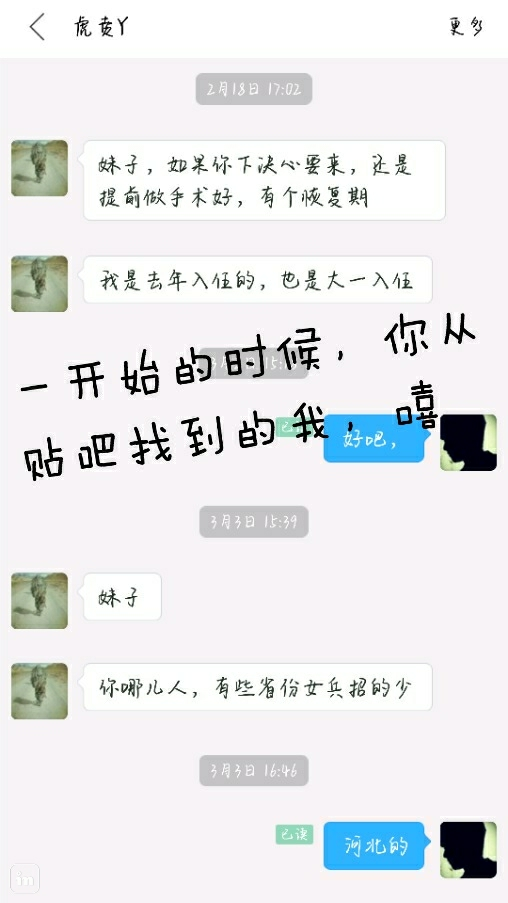 虎贲Y
更多
2月18日 17:02
妹子，如果你下决心要来，还是
提前做手术好，有个恢复期
我是去年入伍的，也是大一入伍
一开始的时候，你从
贴吧找到的我，嘻
好吧，
3月3日 15:39
妹子
你哪儿人，有些省份女兵招的少
3月3日 16:46
已读
河北的
in